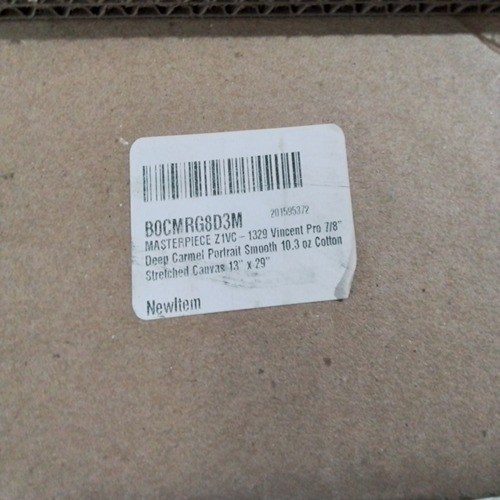 B0CMRG8D3M 201595372
MASTERPIECE Z1VC - 1329 Vincent Pro 7/8"
Deep Carmel Portrait Smooth 10.3 oz Cotton
Stretched Canvas 13" x 29"
NewItem